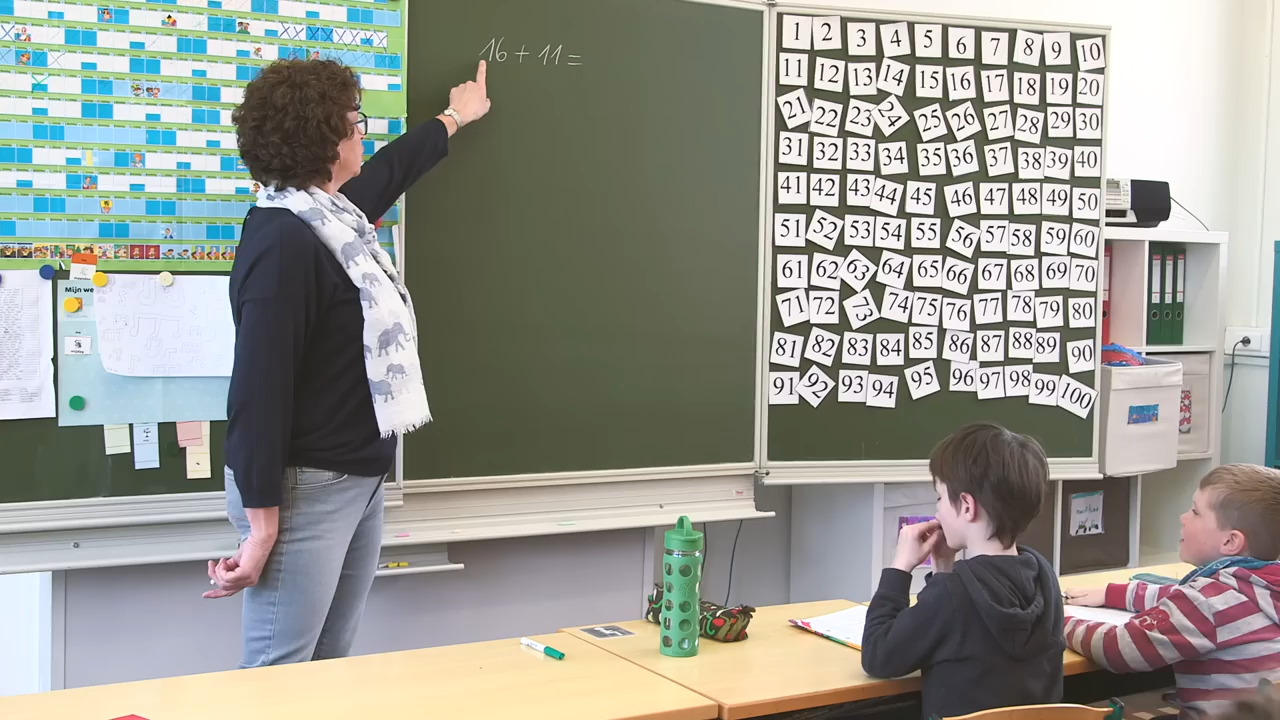 16 + 11 =
1 2 3 4 5 6 7 8 9 10
11 12 13 14 15 16 17 18 19 20
21 22 23 24 25 26 27 28 29 30
31 32 33 34 35 36 37 38 39 40
41 42 43 44 45 46 47 48 49 50
51 52 53 54 55 56 57 58 59 60
61 62 63 64 65 66 67 68 69 70
71 72 73 74 75 76 77 78 79 80
81 82 83 84 85 86 87 88 89 90
91 92 93 94 95 96 97 98 99 100
Mijn we